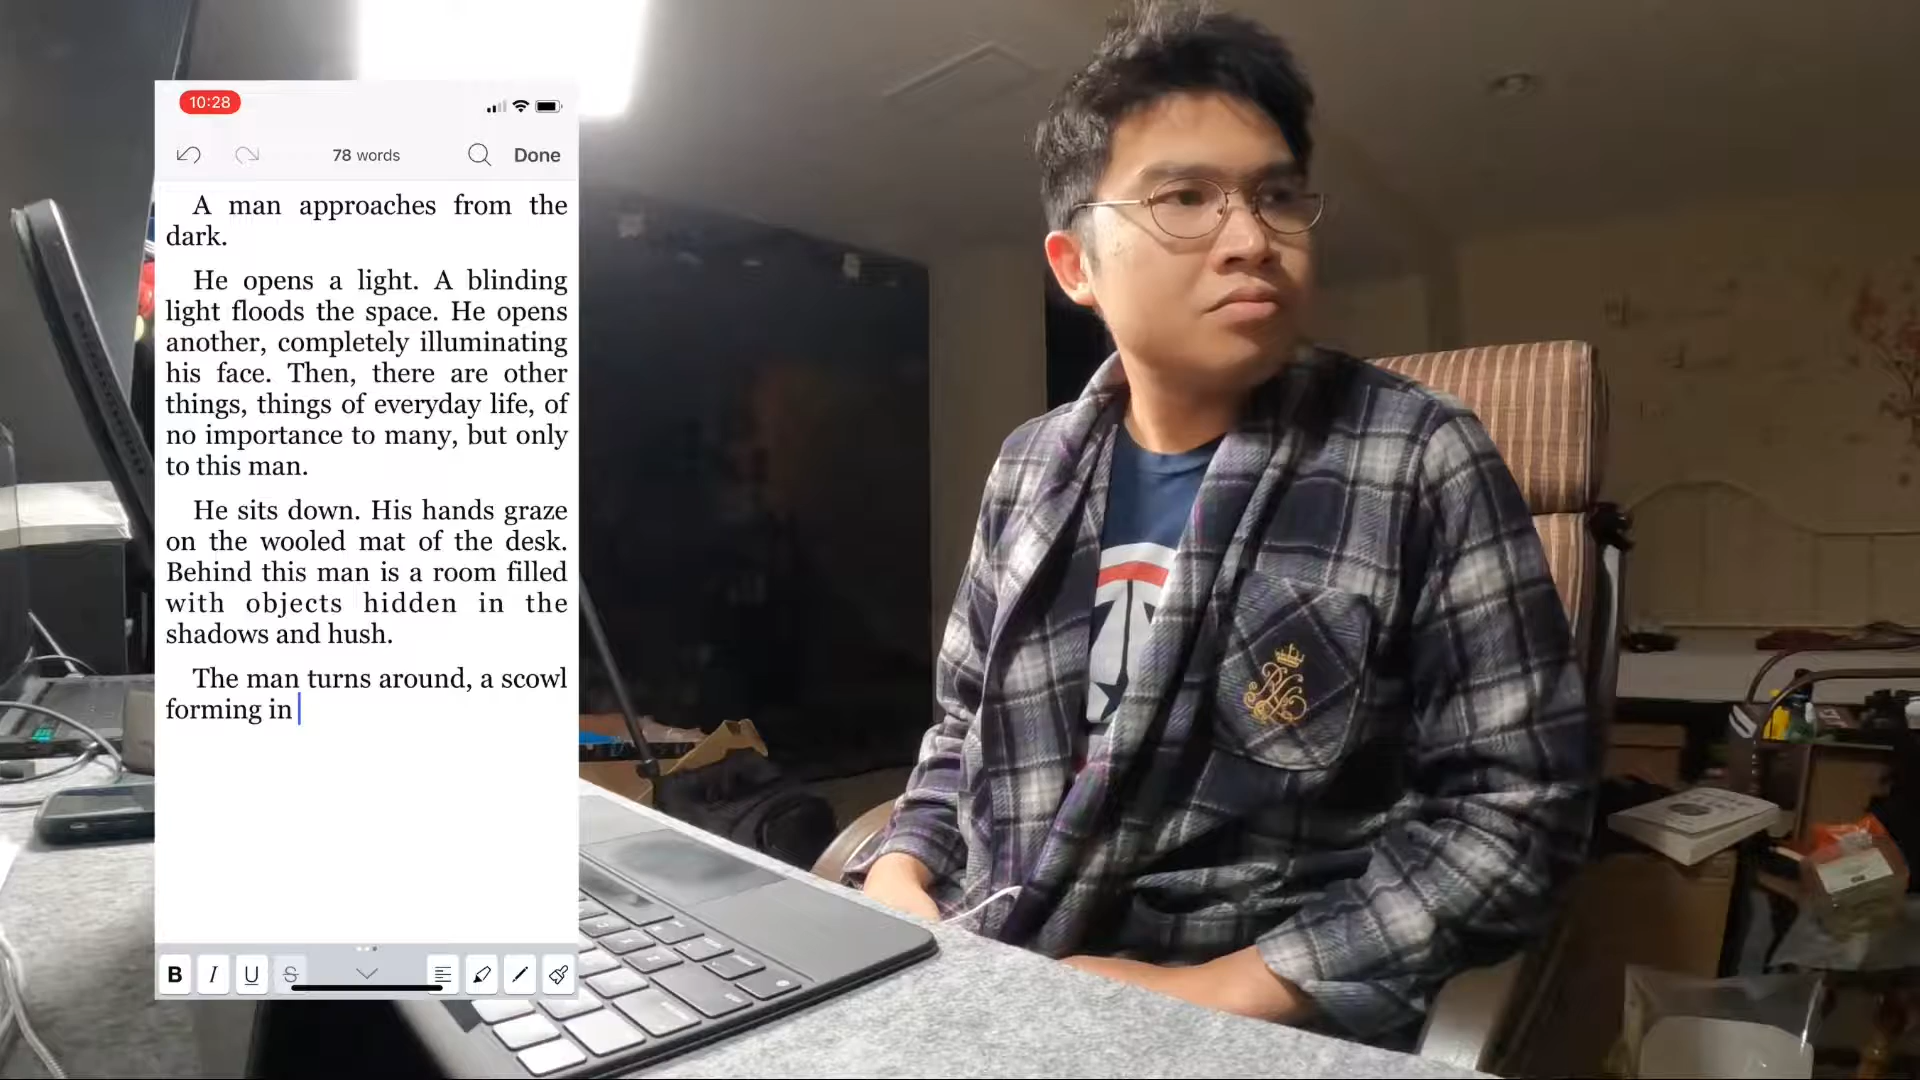 10:28
78 words
Done
A man approaches from the
dark.
He opens a light. A blinding
light floods the space. He opens
another, completely illuminating
his face. Then, there are other
things, things of everyday life, of
no importance to many, but only
to this man.
He sits down. His hands graze
on the wooled mat of the desk.
Behind this man is a room filled
with objects hidden in the
shadows and hush.
The man turns around, a scowl
forming in
B I U S